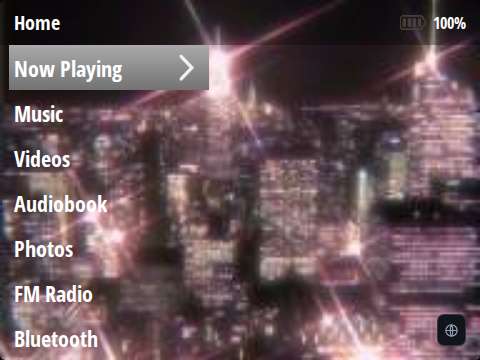 Home
100%
Now Playing
Music
Videos
Audiobook
Photos
FM Radio
Bluetooth